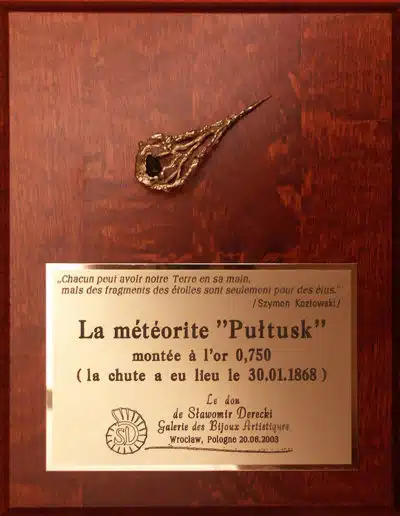 „Chacun peut avoir notre Terre en sa main,
mais des fragments des étoiles sont seulement pour des élus."
/Szymon Kozłowski/
La météorite "Pułtusk"
montée à l'or 0,750
( la chute a eu lieu le 30.01.1868 )
Le don
de Sławomir Derecki
Galerie des Bijoux Artistiques
Wrocław, Pologne 20.08.2003
SD